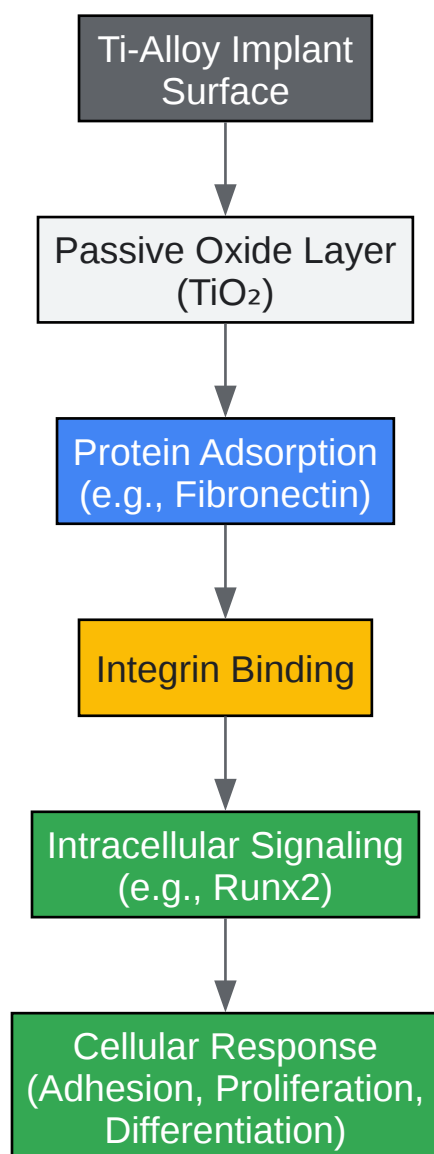 Ti-Alloy Implant
Surface
Passive Oxide Layer
(TiO₂)
Protein Adsorption
(e.g., Fibronectin)
Integrin Binding
Intracellular Signaling
(e.g., Runx2)
Cellular Response
(Adhesion, Proliferation,
Differentiation)